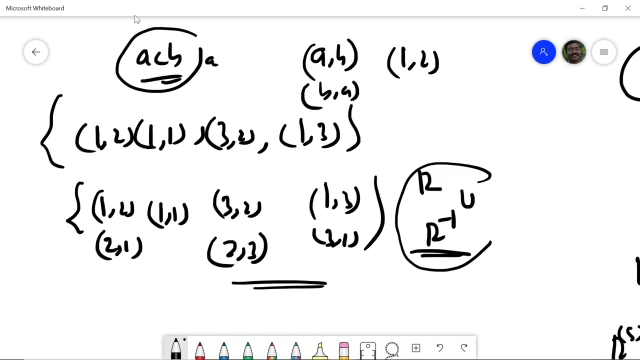 Microsoft Whiteboard
a<b, a (a,b) (1,2)
(b,a)
{ (1,2) (1,1), (3,2), (1,3) }
{ (1,2) (1,1) (3,2) (1,3) } R ∪
(2,1) (2,3) (3,1) R⁻¹